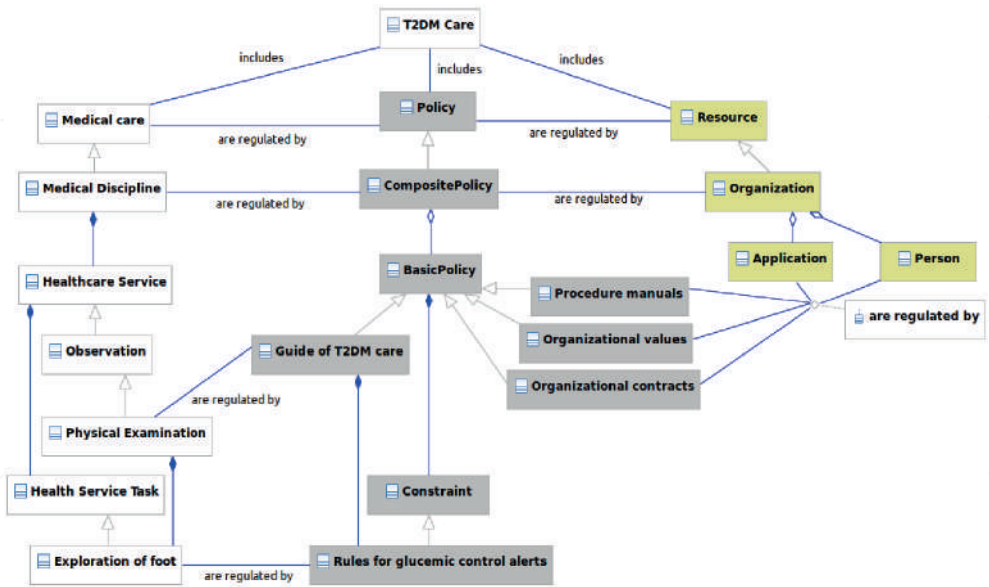 T2DM Care
includes
includes
includes
Medical care
Policy
Resource
are regulated by
are regulated by
Medical Discipline
CompositePolicy
Organization
are regulated by
are regulated by
Healthcare Service
BasicPolicy
Application
Person
Procedure manuals
are regulated by
Observation
Guide of T2DM care
Organizational values
are regulated by
Organizational contracts
Physical Examination
Health Service Task
Constraint
Exploration of foot
are regulated by
Rules for glucemic control alerts